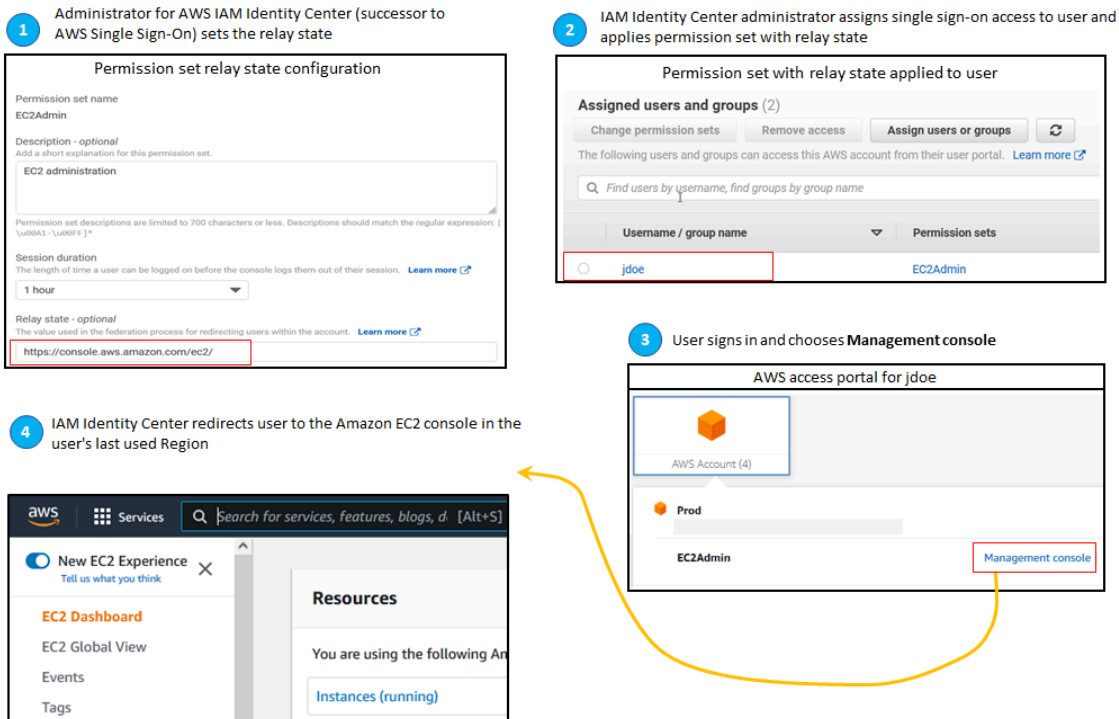 1
Administrator for AWS IAM Identity Center (successor to
AWS Single Sign-On) sets the relay state
Permission set relay state configuration
Permission set name
EC2Admin
Description - optional
Add a short explanation for this permission set.
EC2 administration
Permission set descriptions are limited to 700 characters or less. Descriptions should match the regular expression: [
\u00A1-\u00FF ]*
Session duration
The length of time a user can be logged on before the console logs them out of their session. Learn more
1 hour
Relay state - optional
The value used in the federation process for redirecting users within the account. Learn more
https://console.aws.amazon.com/ec2/
2
IAM Identity Center administrator assigns single sign-on access to user and
applies permission set with relay state
Permission set with relay state applied to user
Assigned users and groups (2)
Change permission sets Remove access Assign users or groups
The following users and groups can access this AWS account from their user portal. Learn more
Find users by username, find groups by group name
Username / group name Permission sets
jdoe EC2Admin
3
User signs in and chooses Management console
AWS access portal for jdoe
AWS Account (4)
Prod
EC2Admin Management console
4
IAM Identity Center redirects user to the Amazon EC2 console in the
user's last used Region
aws Services Search for services, features, blogs, d [Alt+S]
New EC2 Experience
Tell us what you think
EC2 Dashboard
EC2 Global View
Events
Tags
Resources
You are using the following Am
Instances (running)